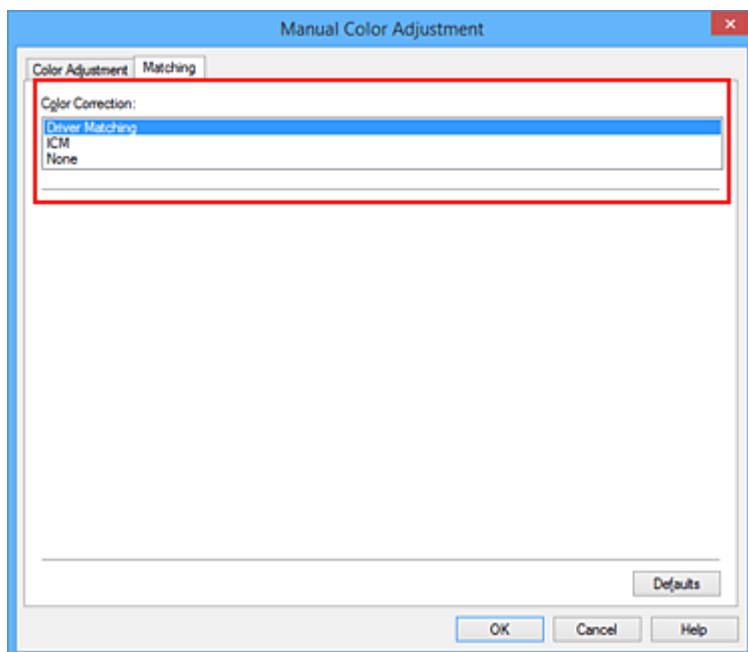 Manual Color Adjustment
Color Adjustment Matching
Color Correction:
Driver Matching
ICM
None
Defaults
OK Cancel Help